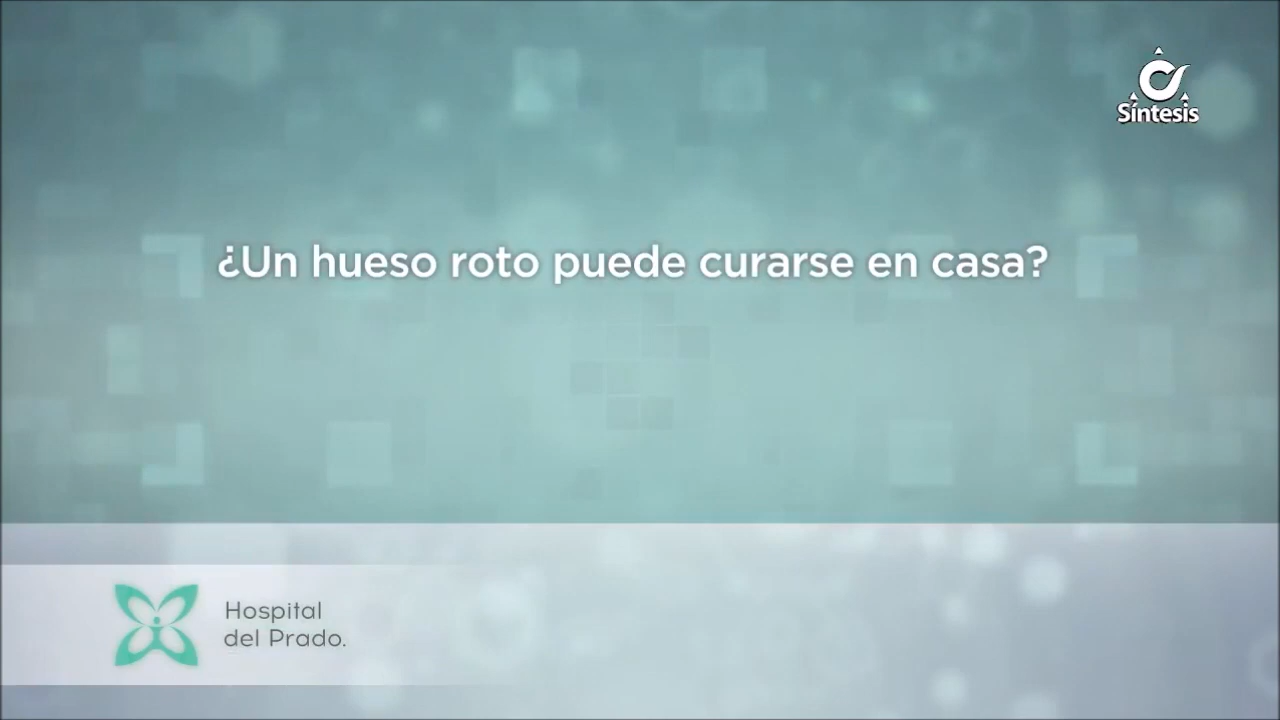 Síntesis
¿Un hueso roto puede curarse en casa?
Hospital
del Prado.